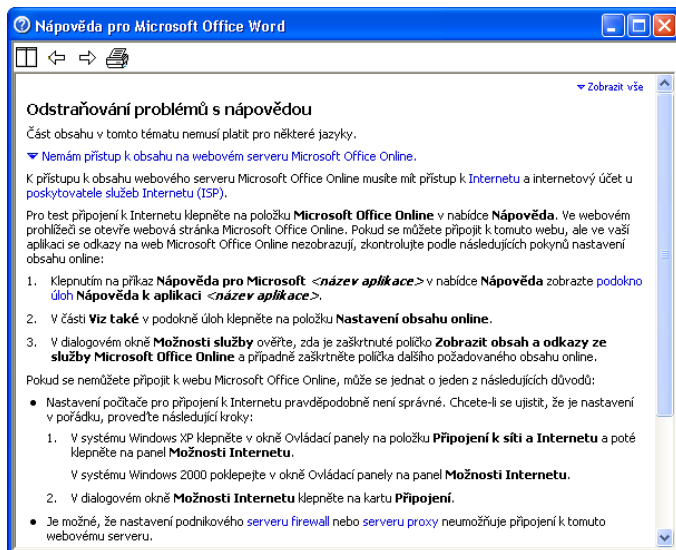 Nápověda pro Microsoft Office Word
Zobrazit vše
Odstraňování problémů s nápovědou
Část obsahu v tomto tématu nemusí platit pro některé jazyky.
Nemám přístup k obsahu na webovém serveru Microsoft Office Online.
K přístupu k obsahu webového serveru Microsoft Office Online musíte mít přístup k Internetu a internetový účet u
poskytovatele služeb Internetu (ISP).
Pro test připojení k Internetu klepněte na položku Microsoft Office Online v nabídce Nápověda. Ve webovém
prohlížeči se otevře webová stránka Microsoft Office Online. Pokud se můžete připojit k tomuto webu, ale ve vaší
aplikaci se odkazy na web Microsoft Office Online nezobrazují, zkontrolujte podle následujících pokynů nastavení
obsahu online:
1. Klepnutím na příkaz Nápověda pro Microsoft <název aplikace> v nabídce Nápověda zobrazte podokno
úloh Nápověda k aplikaci <název aplikace>.
2. V části Viz také v podokně úloh klepněte na položku Nastavení obsahu online.
3. V dialogovém okně Možnosti služby ověřte, zda je zaškrtnuté políčko Zobrazit obsah a odkazy ze
služby Microsoft Office Online a případně zaškrtněte políčka dalšího požadovaného obsahu online.
Pokud se nemůžete připojit k webu Microsoft Office Online, může se jednat o jeden z následujících důvodů:
• Nastavení počítače pro připojení k Internetu pravděpodobně není správné. Chcete-li se ujistit, že je nastavení
v pořádku, proveďte následující kroky:
1. V systému Windows XP klepněte v okně Ovládací panely na položku Připojení k síti a Internetu a poté
klepněte na panel Možnosti Internetu.
V systému Windows 2000 poklepejte v okně Ovládací panely na panel Možnosti Internetu.
2. V dialogovém okně Možnosti Internetu klepněte na kartu Připojení.
• Je možné, že nastavení podnikového serveru firewall nebo serveru proxy neumožňuje připojení k tomuto
webovému serveru.